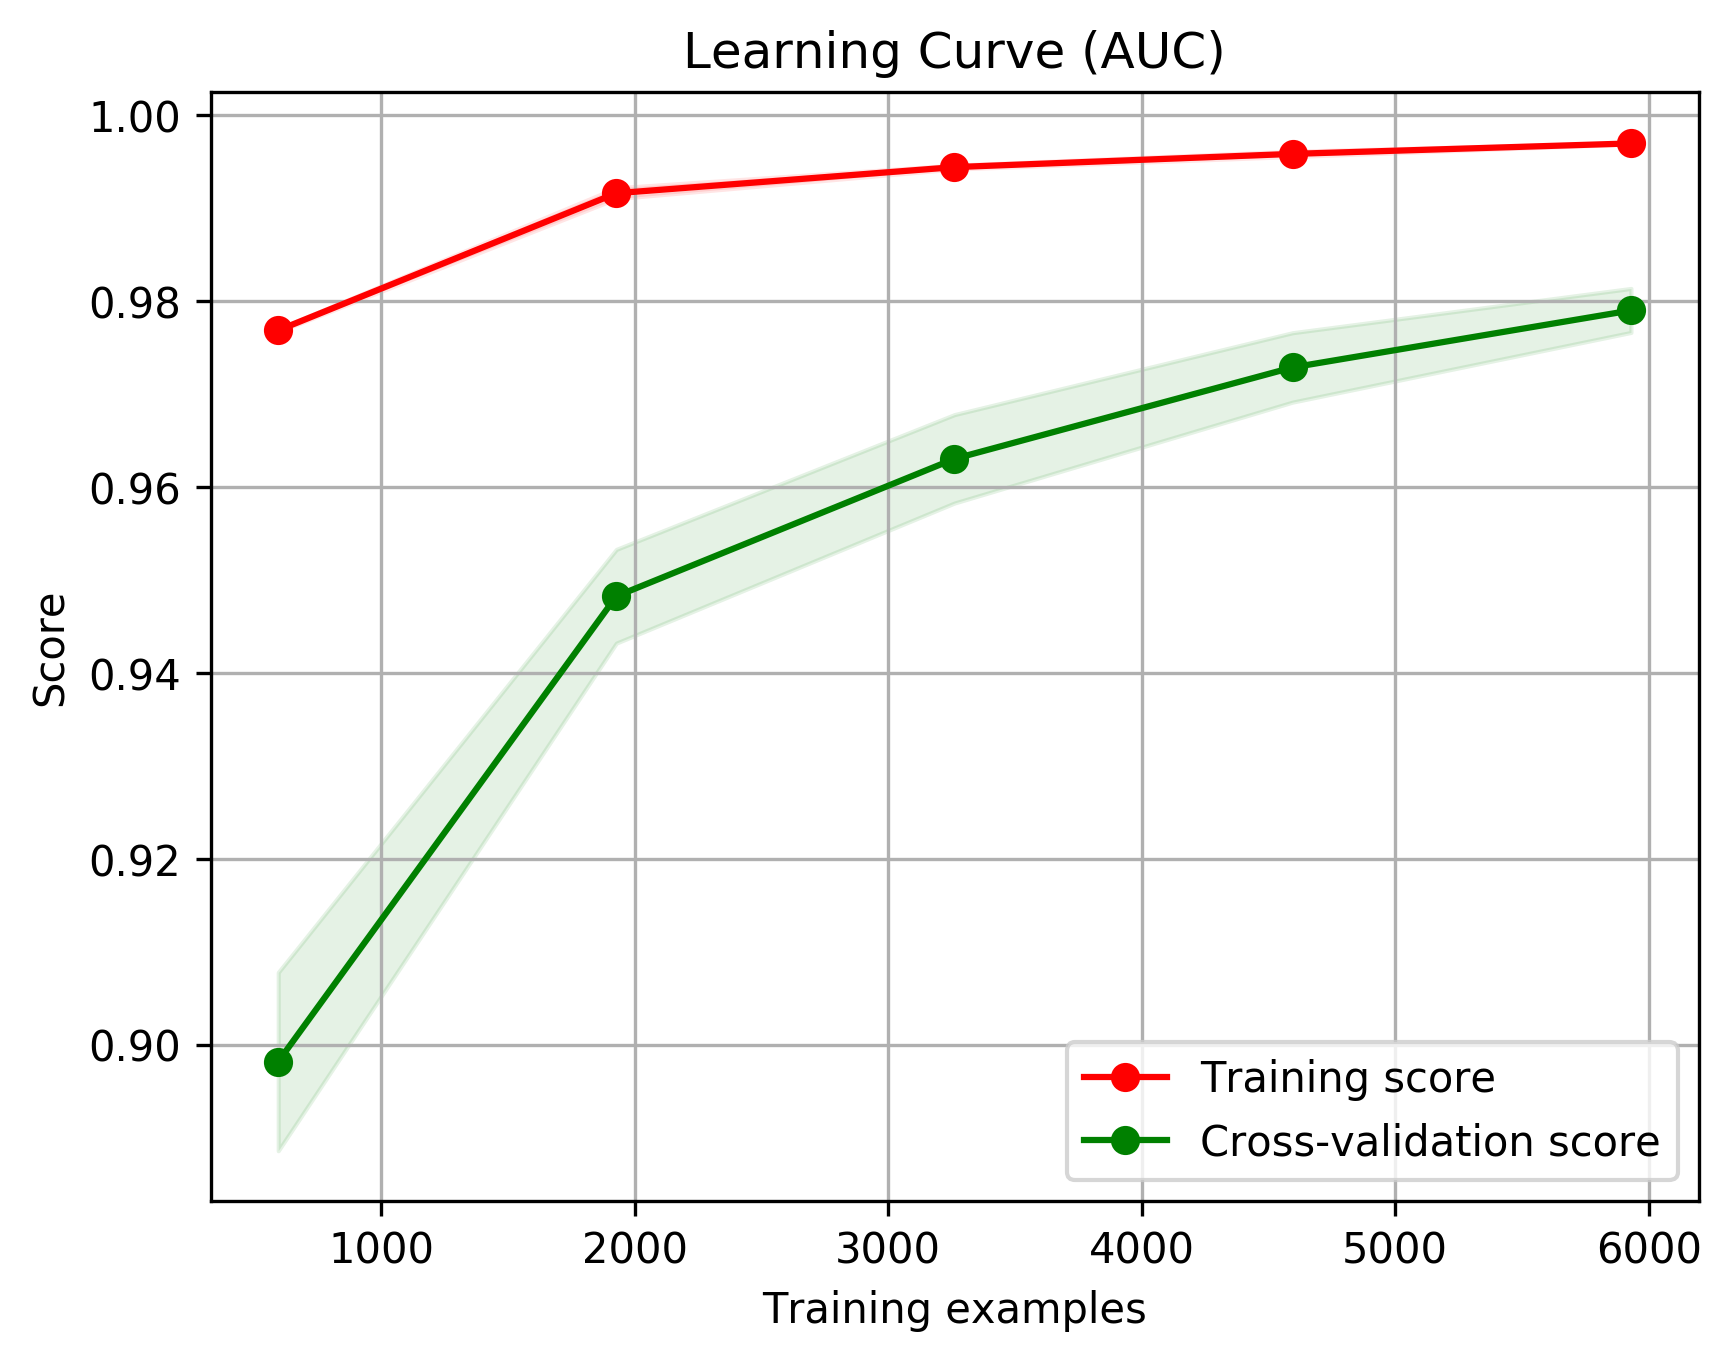 Learning Curve (AUC)
1.00
0.98
0.96
0.94
0.92
0.90
Score
Training score
Cross-validation score
1000 2000 3000 4000 5000 6000
Training examples